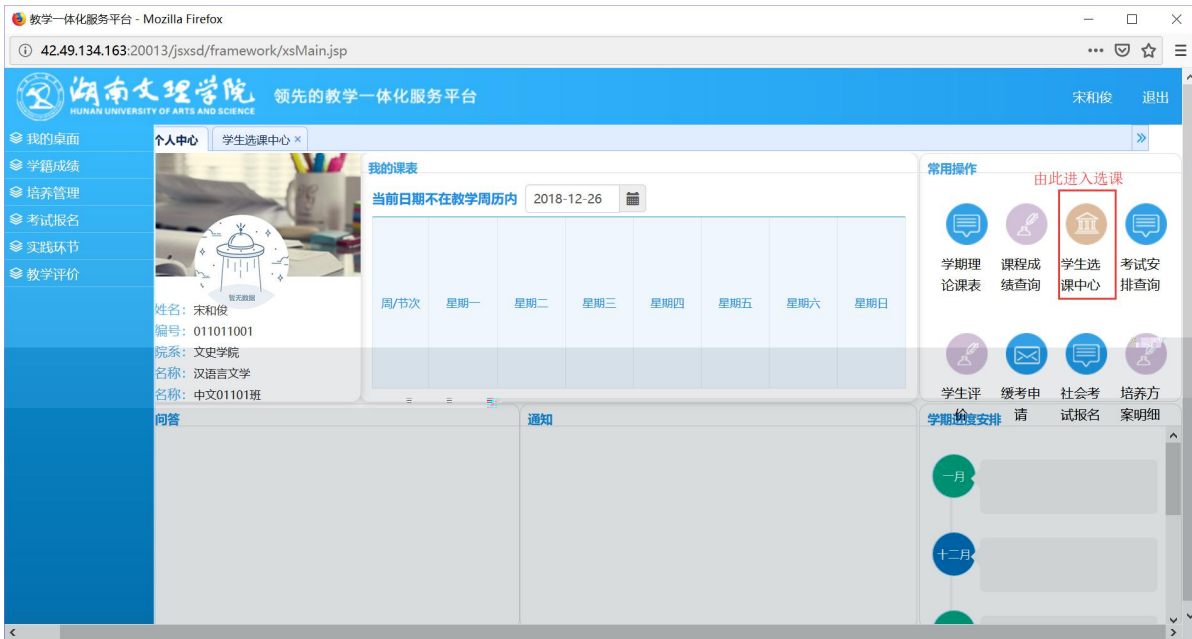 教学一体化服务平台 - Mozilla Firefox
42.49.134.163:20013/jsxsd/framework/xsMain.jsp
湖南文理学院
HUNAN UNIVERSITY OF ARTS AND SCIENCE
领先的教学一体化服务平台
宋和俊 退出
我的桌面
学籍成绩
培养管理
考试报名
实践环节
教学评价
个人中心 学生选课中心 ×
暂无数据
姓名：宋和俊
编号：011011001
院系：文史学院
名称：汉语言文学
名称：中文01101班
我的课表
当前日期不在教学周历内 2018-12-26
周/节次 星期一 星期二 星期三 星期四 星期五 星期六 星期日
常用操作
由此进入选课
学期理论课表
课程成绩查询
学生选课中心
考试安排查询
学生评价
缓考申请
社会考试报名
培养方案明细
问答
通知
学期进度安排
一月
十二月